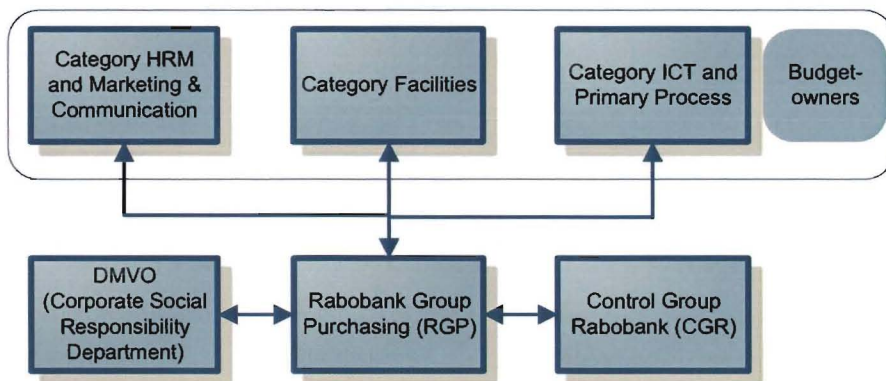 Category HRM
and Marketing &
Communication
Category Facilities
Category ICT and
Primary Process
Budget-
owners
DMVO
(Corporate Social
Responsibility
Department)
Rabobank Group
Purchasing (RGP)
Control Group
Rabobank (CGR)